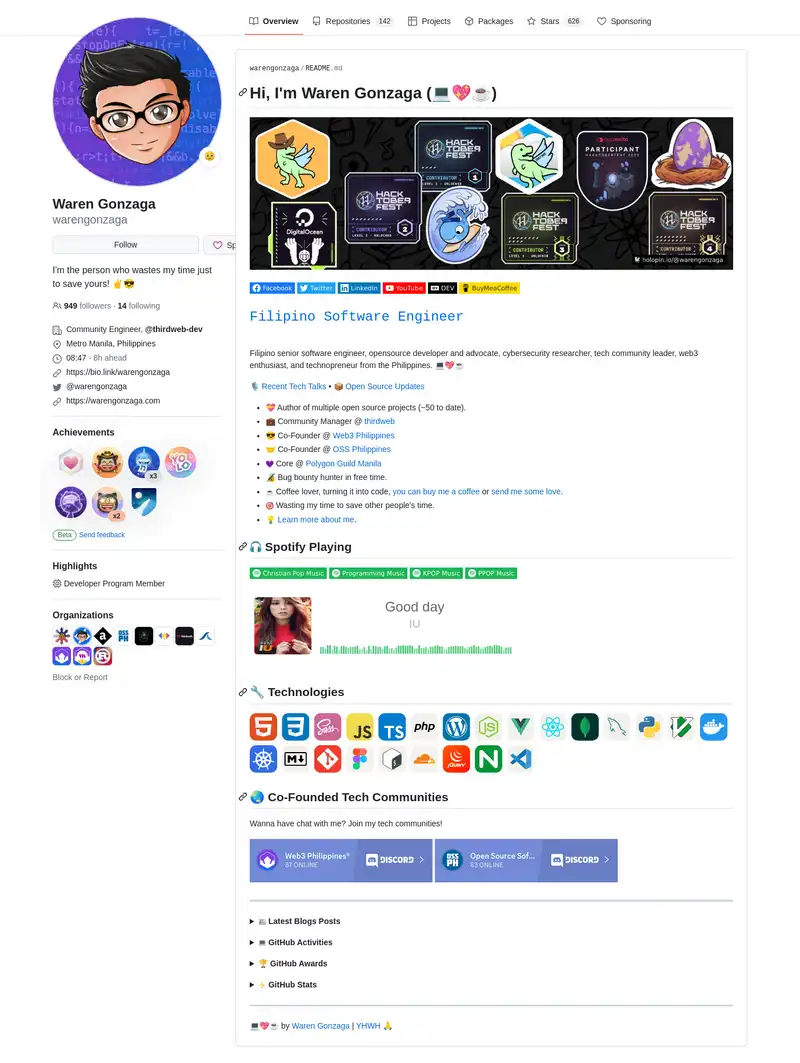 Overview
Repositories 142
Projects
Packages
Stars 626
Sponsoring
Waren Gonzaga
warengonzaga
Follow
Sp
I'm the person who wastes my time just
to save yours! ✌️😎
949 followers · 14 following
Community Engineer, @thirdweb-dev
Metro Manila, Philippines
08:47 - 8h ahead
https://bio.link/warengonzaga
@warengonzaga
https://warengonzaga.com
Achievements
x3
YOLO
x2
Beta Send feedback
Highlights
Developer Program Member
Organizations
OSS
PH
Block or Report
warengonzaga / README.md
Hi, I'm Waren Gonzaga (💻💖☕)
HACK
TOBER
FEST
CONTRIBUTOR
1
PARTICIPANT
HACK
TOBER
FEST
CONTRIBUTOR
2
DigitalOcean
HACK
TOBER
FEST
CONTRIBUTOR
3
HACK
TOBER
FEST
CONTRIBUTOR
4
holopin.io/@warengonzaga
Facebook Twitter LinkedIn YouTube DEV BuyMeaCoffee
Filipino Software Engineer
Filipino senior software engineer, opensource developer and advocate, cybersecurity researcher, tech community leader, web3
enthusiast, and technopreneur from the Philippines. 💻💖☕
🎙️ Recent Tech Talks • 📦 Open Source Updates
💝 Author of multiple open source projects (~50 to date).
💼 Community Manager @ thirdweb
😎 Co-Founder @ Web3 Philippines
🤝 Co-Founder @ OSS Philippines
💜 Core @ Polygon Guild Manila
🔏 Bug bounty hunter in free time.
☕ Coffee lover, turning it into code, you can buy me a coffee or send me some love.
🎯 Wasting my time to save other people's time.
💡 Learn more about me.
🎧 Spotify Playing
Christian Pop Music Programming Music KPOP Music PPOP Music
Good day
IU
🔧 Technologies
Sass
JS
TS
php
M
jQuery
🌏 Co-Founded Tech Communities
Wanna have chat with me? Join my tech communities!
Web3 Philippines®
87 ONLINE
DISCORD
OSS
PH
Open Source Sof...
83 ONLINE
DISCORD
📰 Latest Blogs Posts
💻 GitHub Activities
🏆 GitHub Awards
⚡ GitHub Stats
💻💖☕ by Waren Gonzaga | YHWH 🙏